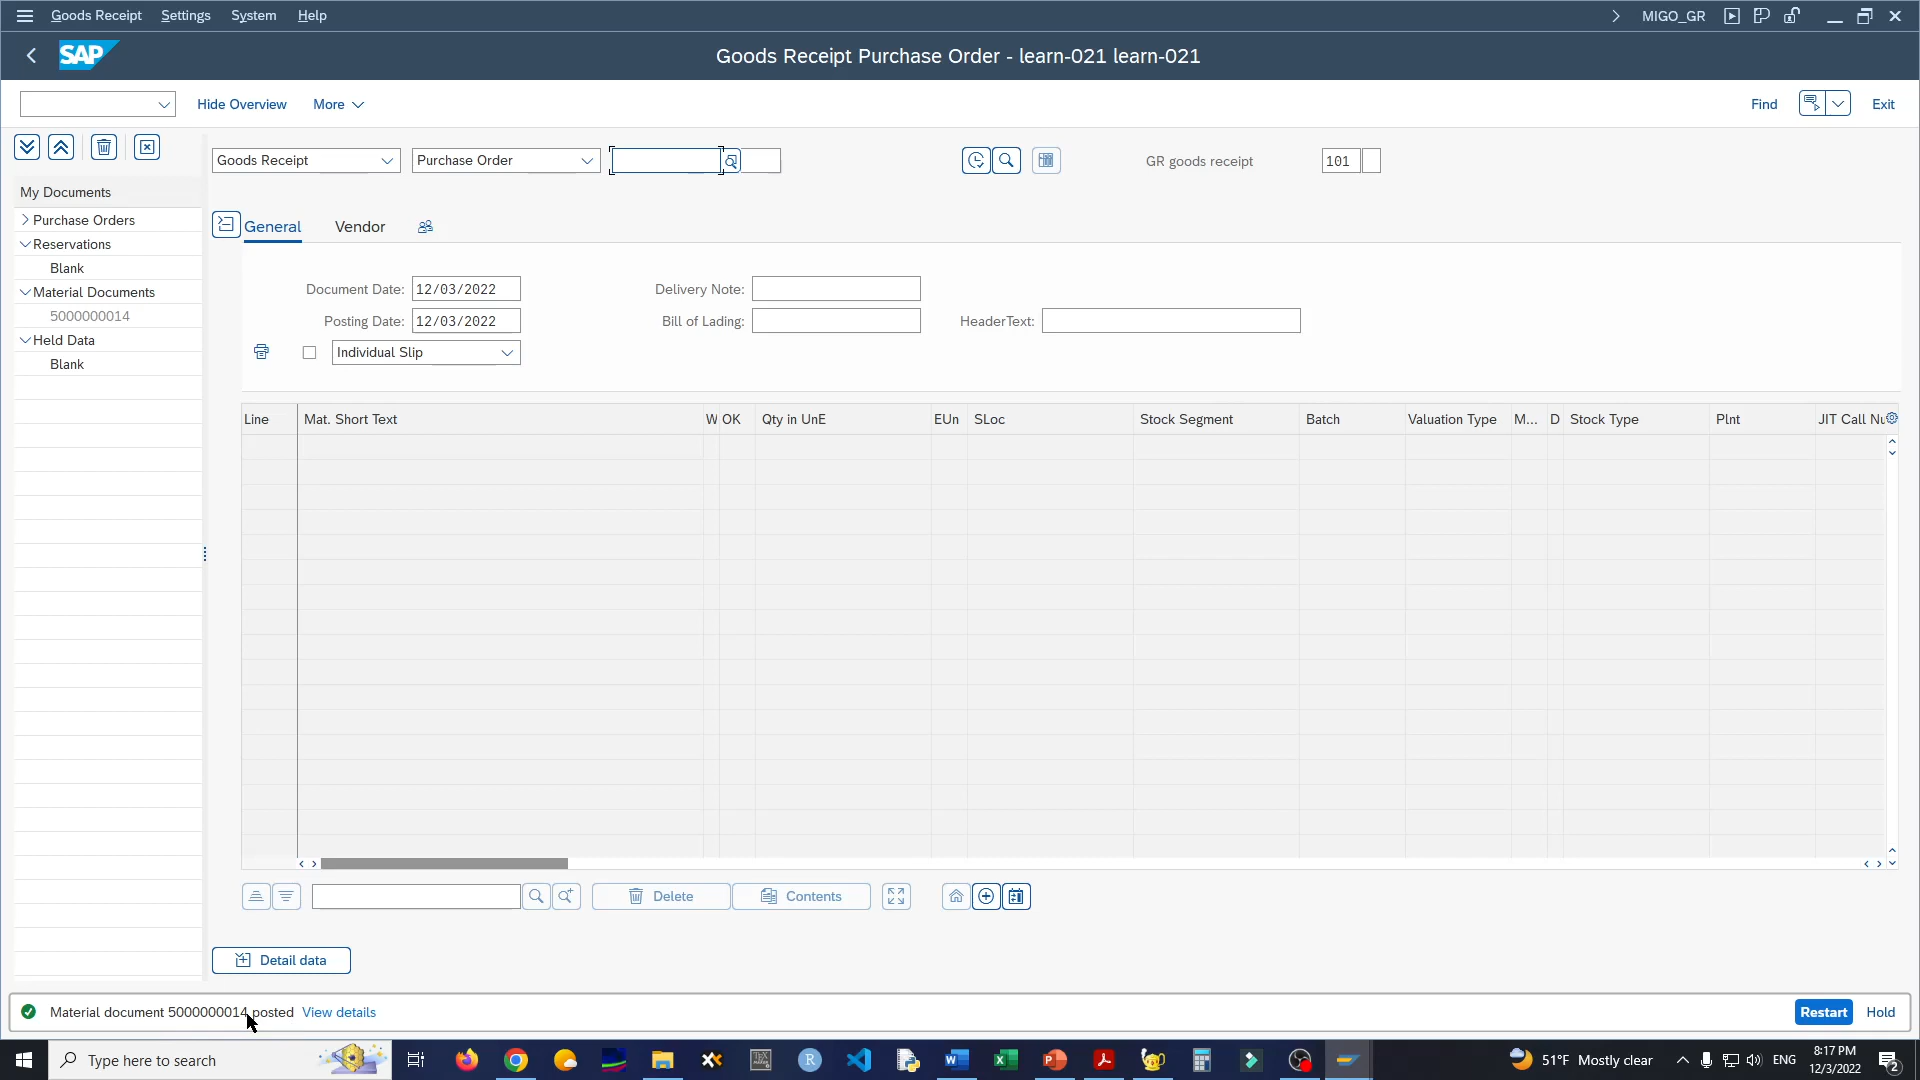 Goods Receipt Settings System Help MIGO_GR
SAP Goods Receipt Purchase Order - learn-021 learn-021
Hide Overview More Find Exit
Goods Receipt Purchase Order GR goods receipt 101
My Documents
Purchase Orders
Reservations
Blank
Material Documents
5000000014
Held Data
Blank
General Vendor
Document Date: 12/03/2022 Delivery Note:
Posting Date: 12/03/2022 Bill of Lading: HeaderText:
Individual Slip
Line Mat. Short Text W OK Qty in UnE EUn SLoc Stock Segment Batch Valuation Type M... D Stock Type Plnt JIT Call Nu
Delete Contents
Detail data
Material document 5000000014 posted View details Restart Hold
Type here to search 51°F Mostly clear ENG 8:17 PM
12/3/2022 2